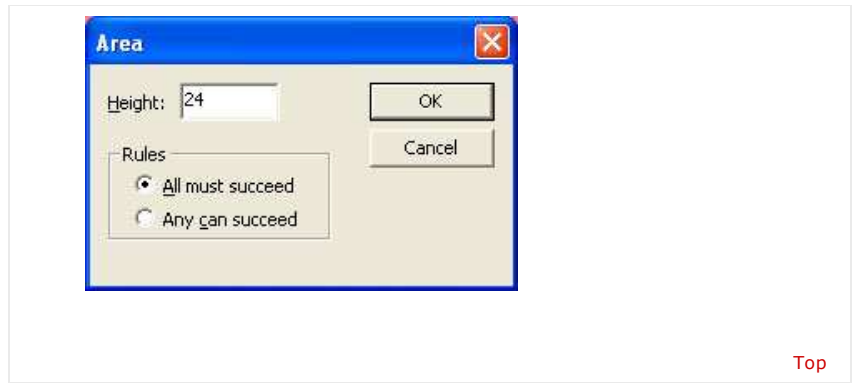 Area
Height: 24
OK
Cancel
Rules
All must succeed
Any can succeed
Top